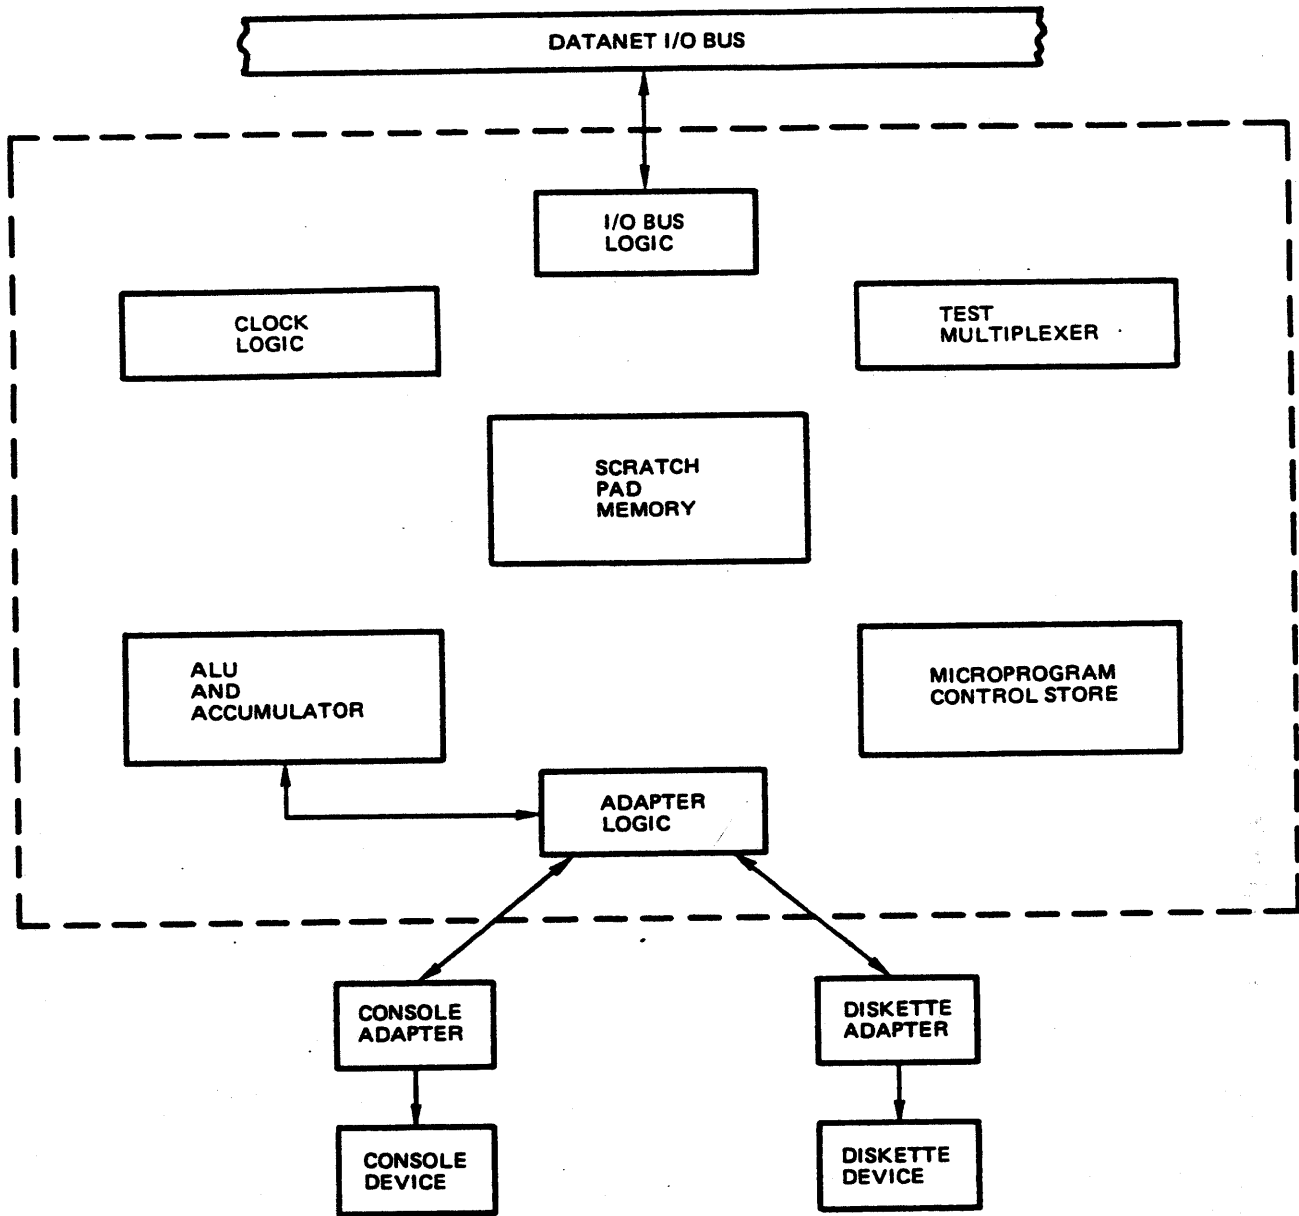 DATANET I/O BUS
I/O BUS
LOGIC
CLOCK
LOGIC
TEST
MULTIPLEXER
SCRATCH
PAD
MEMORY
ALU
AND
ACCUMULATOR
MICROPROGRAM
CONTROL STORE
ADAPTER
LOGIC
CONSOLE
ADAPTER
DISKETTE
ADAPTER
CONSOLE
DEVICE
DISKETTE
DEVICE